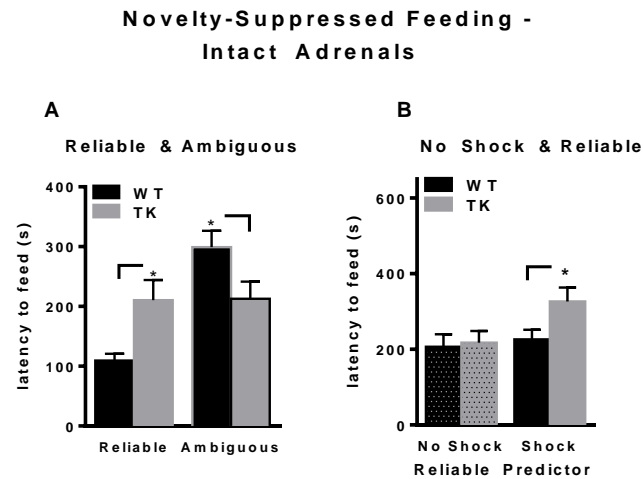 Novelty-Suppressed Feeding -
Intact Adrenals
A
Reliable & Ambiguous
WT
TK
latency to feed (s)
400
300
200
100
0
*
*
Reliable Ambiguous
B
No Shock & Reliable
WT
TK
latency to feed (s)
600
400
200
0
*
No Shock Shock
Reliable Predictor